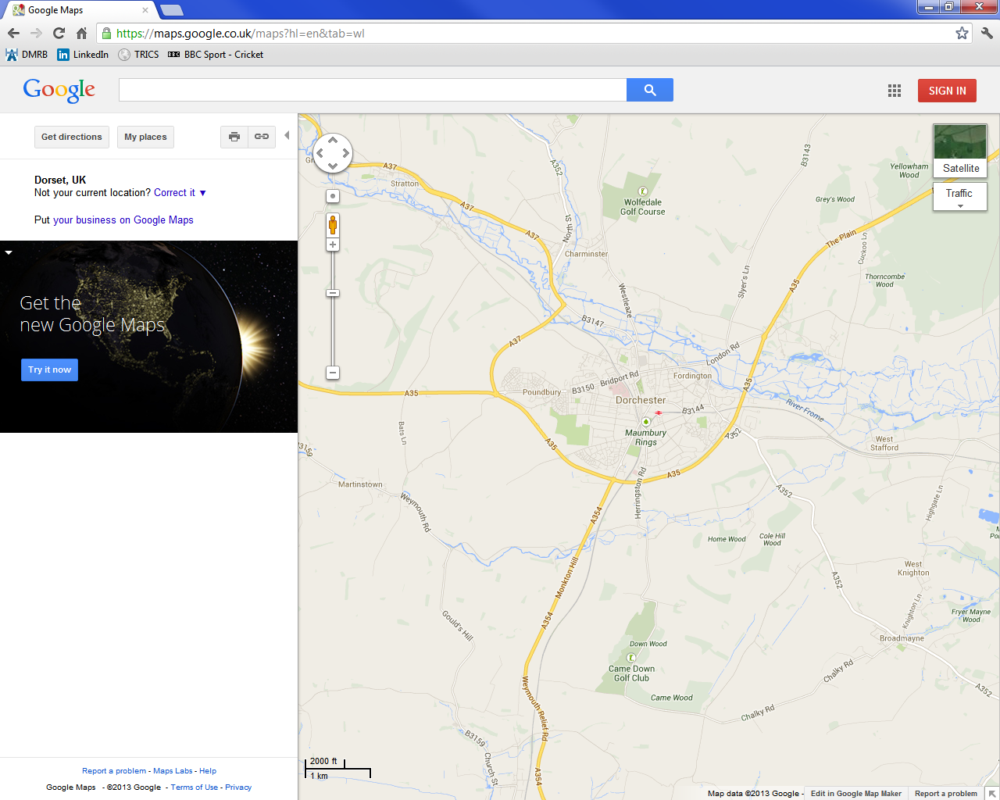 Google Maps
https://maps.google.co.uk/maps?hl=en&tab=wl
DMRB
LinkedIn
TRICS
BBC
BBC Sport - Cricket
Google
SIGN IN
Get directions
My places
Dorset, UK
Not your current location? Correct it ▼
Put your business on Google Maps
Get the
new Google Maps
Try it now
Report a problem - Maps Labs - Help
Google Maps - ©2013 Google - Terms of Use - Privacy
Satellite
Traffic
A37
Stratton
A37
A352
B3143
Yellowham
Wood
Wolfedale
Golf Course
Grey's Wood
North St
A37
Charminster
The Plain
Cuckoo Ln
Slyer's Ln
A35
Thorncombe
Wood
Westleaze
B3147
A37
London Rd
Fordington
Bridport Rd
B3150
Poundbury
A35
Dorchester
B3144
A35
River Frome
Maumbury
Rings
A352
West
Stafford
Bats Ln
B3159
A35
A35
Martinstown
Herringston Rd
A352
Highgate Ln
Weymouth Rd
A354
Home Wood
Cole Hill
Wood
Monkton Hill
A352
West
Knighton
Knighton Ln
Fryer Mayne
Wood
Gould's Hill
A354
Down Wood
Broadmayne
Came Down
Golf Club
Chalky Rd
A352
Came Wood
Weymouth Relief Rd
Chalky Rd
B3159
Church St
A354
2000 ft
1 km
Map data ©2013 Google -
Edit in Google Map Maker
Report a problem